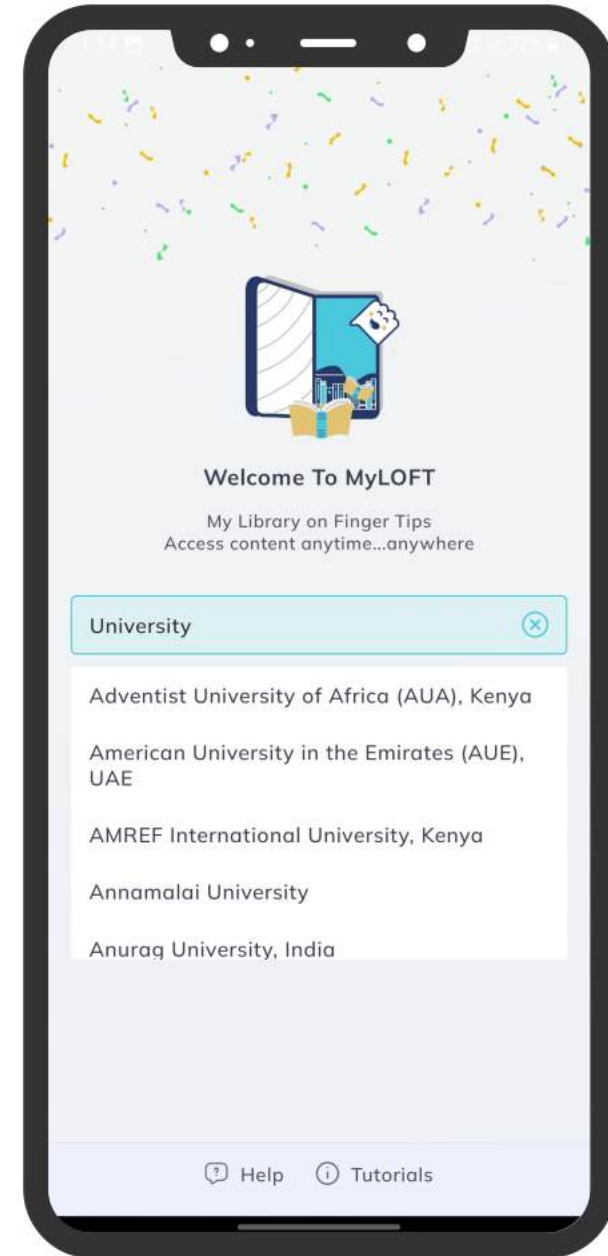 Welcome To MyLOFT
My Library on Finger Tips
Access content anytime...anywhere
University
Adventist University of Africa (AUA), Kenya
American University in the Emirates (AUE),
UAE
AMREF International University, Kenya
Annamalai University
Anurag University, India
Help
Tutorials